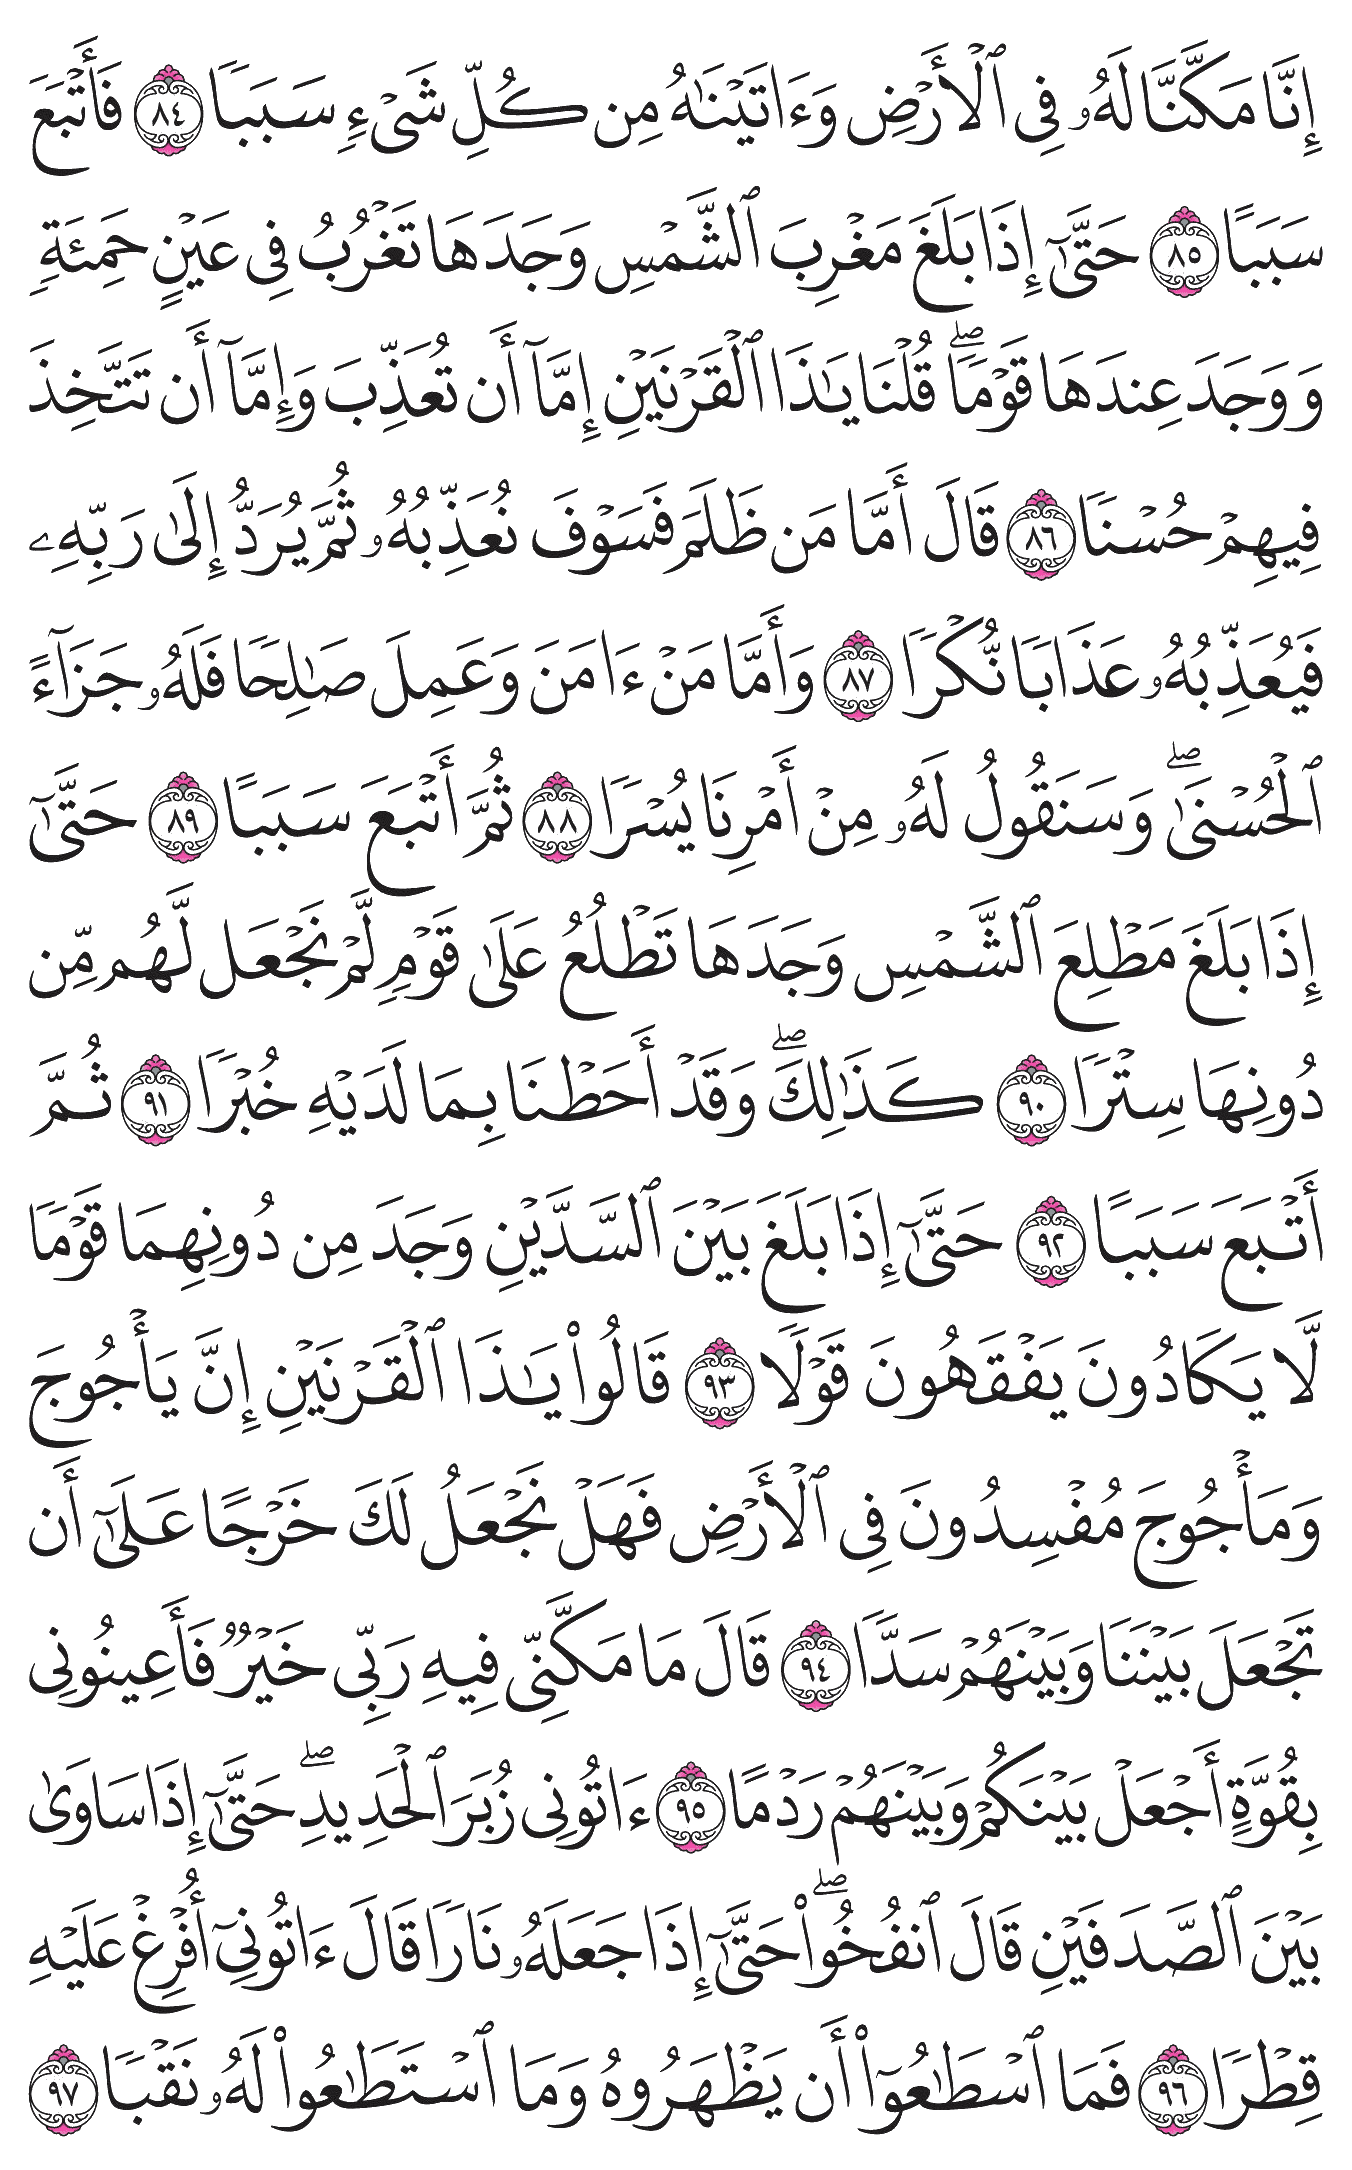 إِنَّا مَكَّنَّا لَهُۥ فِى ٱلْأَرْضِ وَءَاتَيْنَـٰهُ مِن كُلِّ شَىْءٍۢ سَبَبًۭا ٨٤ فَأَتْبَعَ
سَبَبًا ٨٥ حَتَّىٰٓ إِذَا بَلَغَ مَغْرِبَ ٱلشَّمْسِ وَجَدَهَا تَغْرُبُ فِى عَيْنٍ حَمِئَةٍۢ
وَوَجَدَ عِندَهَا قَوْمًۭا ۖ قُلْنَا يَـٰذَا ٱلْقَرْنَيْنِ إِمَّآ أَن تُعَذِّبَ وَإِمَّآ أَن تَتَّخِذَ
فِيهِمْ حُسْنًۭا ٨٦ قَالَ أَمَّا مَن ظَلَمَ فَسَوْفَ نُعَذِّبُهُۥ ثُمَّ يُرَدُّ إِلَىٰ رَبِّهِۦ
فَيُعَذِّبُهُۥ عَذَابًۭا نُّكْرًۭا ٨٧ وَأَمَّا مَنْ ءَامَنَ وَعَمِلَ صَـٰلِحًۭا فَلَهُۥ جَزَآءً
ٱلْحُسْنَىٰ ۖ وَسَنَقُولُ لَهُۥ مِنْ أَمْرِنَا يُسْرًۭا ٨٨ ثُمَّ أَتْبَعَ سَبَبًا ٨٩ حَتَّىٰٓ
إِذَا بَلَغَ مَطْلِعَ ٱلشَّمْسِ وَجَدَهَا تَطْلُعُ عَلَىٰ قَوْمٍۢ لَّمْ نَجْعَل لَّهُم مِّن
دُونِهَا سِتْرًۭا ٩٠ كَذَٰلِكَ ۖ وَقَدْ أَحَطْنَا بِمَا لَدَيْهِ خُبْرًۭا ٩١ ثُمَّ
أَتْبَعَ سَبَبًا ٩٢ حَتَّىٰٓ إِذَا بَلَغَ بَيْنَ ٱلسَّدَّيْنِ وَجَدَ مِن دُونِهِمَا قَوْمًۭا
لَّا يَكَادُونَ يَفْقَهُونَ قَوْلًۭا ٩٣ قَالُوا۟ يَـٰذَا ٱلْقَرْنَيْنِ إِنَّ يَأْجُوجَ
وَمَأْجُوجَ مُفْسِدُونَ فِى ٱلْأَرْضِ فَهَلْ نَجْعَلُ لَكَ خَرْجًا عَلَىٰٓ أَن
تَجْعَلَ بَيْنَنَا وَبَيْنَهُمْ سَدًّۭا ٩٤ قَالَ مَا مَكَّنِّى فِيهِ رَبِّى خَيْرٌۭ فَأَعِينُونِى
بِقُوَّةٍ أَجْعَلْ بَيْنَكُمْ وَبَيْنَهُمْ رَدْمًا ٩٥ ءَاتُونِى زُبَرَ ٱلْحَدِيدِ ۖ حَتَّىٰٓ إِذَا سَاوَىٰ
بَيْنَ ٱلصَّدَفَيْنِ قَالَ ٱنفُخُوا۟ ۖ حَتَّىٰٓ إِذَا جَعَلَهُۥ نَارًۭا قَالَ ءَاتُونِىٓ أُفْرِغْ عَلَيْهِ
قِطْرًۭا ٩٦ فَمَا ٱسْطَـٰعُوٓا۟ أَن يَظْهَرُوهُ وَمَا ٱسْتَطَـٰعُوا۟ لَهُۥ نَقْبًۭا ٩٧